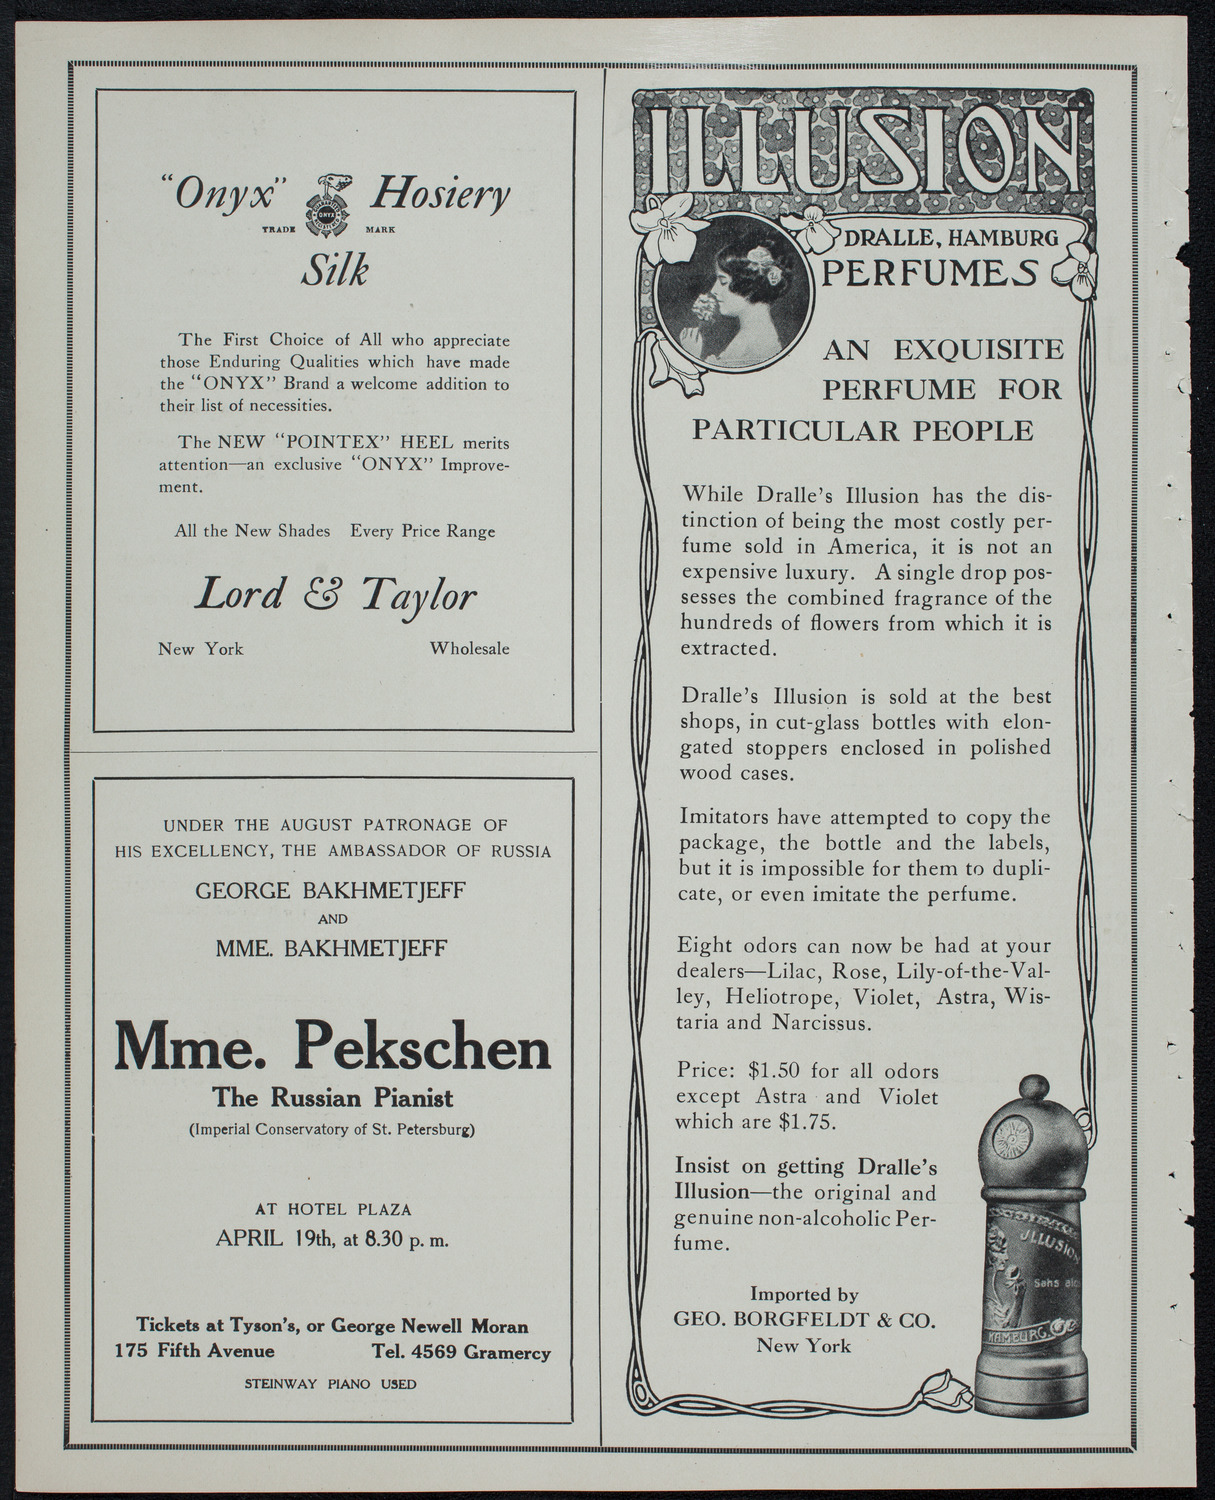 "Onyx" Hosiery
ONYX
TRADE MARK
Silk
The First Choice of All who appreciate
those Enduring Qualities which have made
the "ONYX" Brand a welcome addition to
their list of necessities.
The NEW "POINTEX" HEEL merits
attention—an exclusive "ONYX" Improve-
ment.
All the New Shades Every Price Range
Lord & Taylor
New York Wholesale
UNDER THE AUGUST PATRONAGE OF
HIS EXCELLENCY, THE AMBASSADOR OF RUSSIA
GEORGE BAKHMETJEFF
AND
MME. BAKHMETJEFF
Mme. Pekschen
The Russian Pianist
(Imperial Conservatory of St. Petersburg)
AT HOTEL PLAZA
APRIL 19th, at 8.30 p. m.
Tickets at Tyson's, or George Newell Moran
175 Fifth Avenue Tel. 4569 Gramercy
STEINWAY PIANO USED
ILLUSION
DRALLE, HAMBURG
PERFUMES
AN EXQUISITE
PERFUME FOR
PARTICULAR PEOPLE
While Dralle's Illusion has the dis-
tinction of being the most costly per-
fume sold in America, it is not an
expensive luxury. A single drop pos-
sesses the combined fragrance of the
hundreds of flowers from which it is
extracted.
Dralle's Illusion is sold at the best
shops, in cut-glass bottles with elon-
gated stoppers enclosed in polished
wood cases.
Imitators have attempted to copy the
package, the bottle and the labels,
but it is impossible for them to dupli-
cate, or even imitate the perfume.
Eight odors can now be had at your
dealers—Lilac, Rose, Lily-of-the-Val-
ley, Heliotrope, Violet, Astra, Wis-
taria and Narcissus.
Price: $1.50 for all odors
except Astra and Violet
which are $1.75.
Insist on getting Dralle's
Illusion—the original and
genuine non-alcoholic Per-
fume.
Imported by
GEO. BORGFELDT & CO.
New York
ILLUSION
HAMBURG